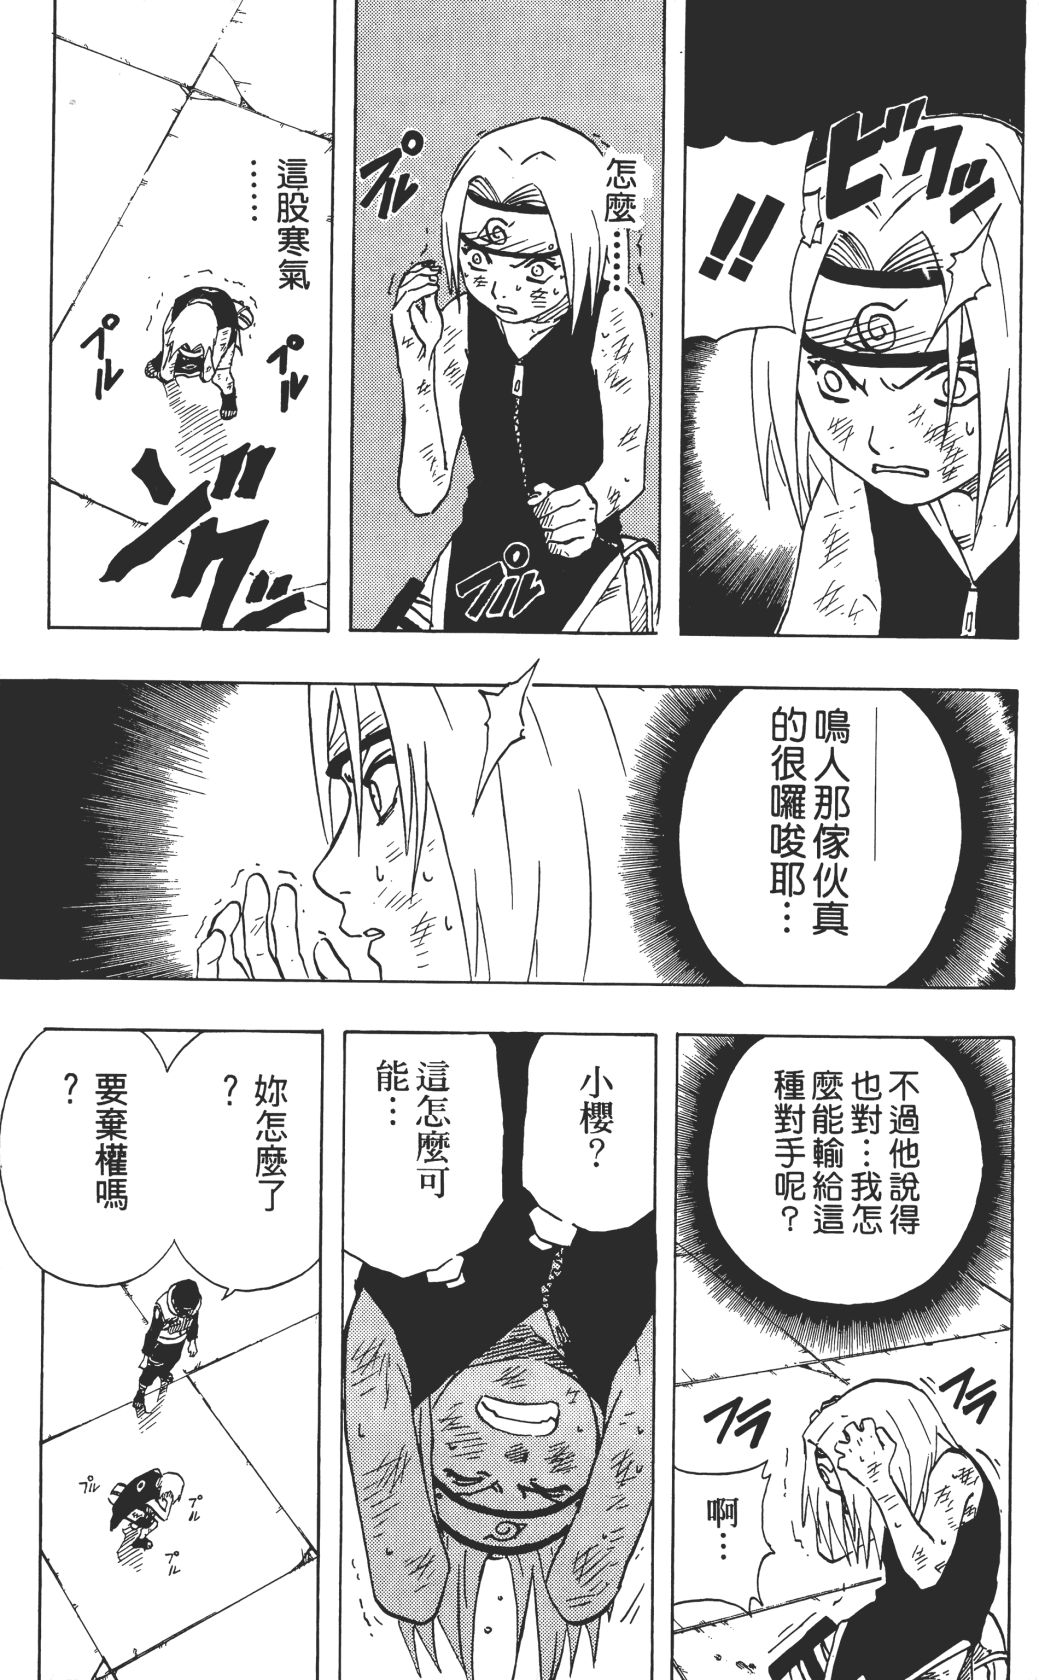 ビクッ
!!
怎麼……
プル
プル
這股寒氣
……
プル
プル
ゾクッ
鳴人那傢伙真
的很囉唆耶…
不過他說得
也對…我怎
麼能輸給這
種對手呢?
フラ
フラ
啊…
小櫻?
這怎麼可
能…
妳怎麼了
?
要棄權嗎
?
プル
プル
プル